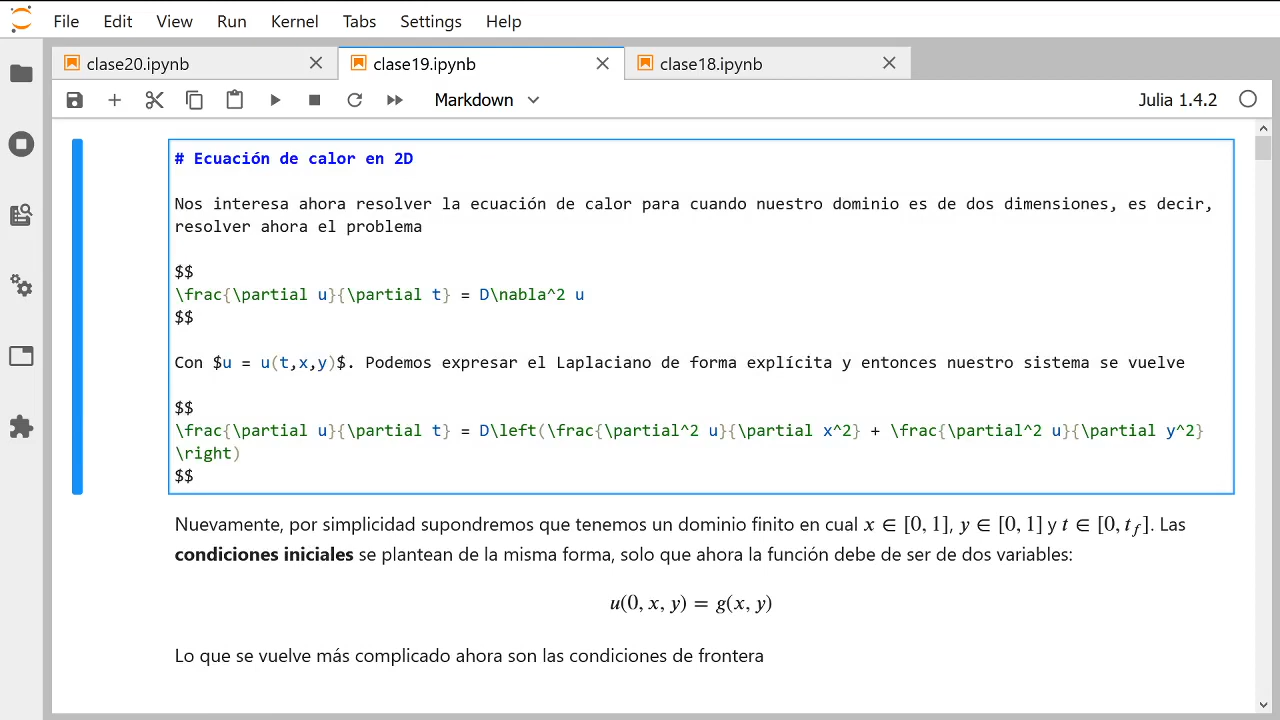 File Edit View Run Kernel Tabs Settings Help
clase20.ipynb clase19.ipynb clase18.ipynb
Markdown Julia 1.4.2
# Ecuación de calor en 2D
Nos interesa ahora resolver la ecuación de calor para cuando nuestro dominio es de dos dimensiones, es decir,
resolver ahora el problema
$$
\frac{\partial u}{\partial t} = D\nabla^2 u
$$
Con $u = u(t,x,y)$. Podemos expresar el Laplaciano de forma explícita y entonces nuestro sistema se vuelve
$$
\frac{\partial u}{\partial t} = D\left(\frac{\partial^2 u}{\partial x^2} + \frac{\partial^2 u}{\partial y^2}
\right)
$$
Nuevamente, por simplicidad supondremos que tenemos un dominio finito en cual x ∈ [0, 1], y ∈ [0, 1] y t ∈ [0, t_f]. Las
condiciones iniciales se plantean de la misma forma, solo que ahora la función debe de ser de dos variables:
u(0, x, y) = g(x, y)
Lo que se vuelve más complicado ahora son las condiciones de frontera